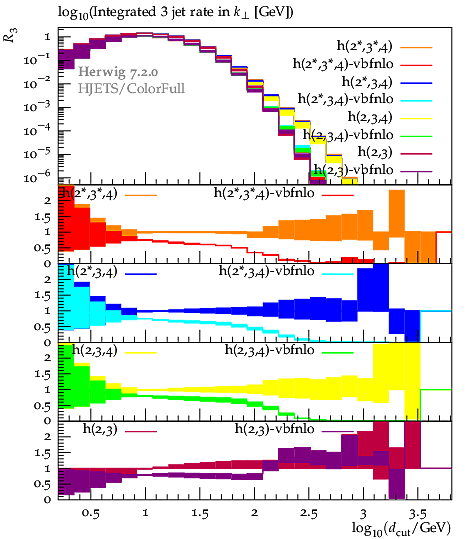 log₁₀(Integrated 3 jet rate in k⊥ [GeV])
R₃
1
10⁻¹
10⁻²
10⁻³
10⁻⁴
10⁻⁵
10⁻⁶
Herwig 7.2.0
HJETS/ColorFull
h(2*,3*,4)
h(2*,3*,4)-vbfnlo
h(2*,3,4)
h(2*,3,4)-vbfnlo
h(2,3,4)
h(2,3,4)-vbfnlo
h(2,3)
h(2,3)-vbfnlo
h(2*,3*,4) h(2*,3*,4)-vbfnlo
2
1.5
1
0.5
0
h(2*,3,4) h(2*,3,4)-vbfnlo
2
1.5
1
0.5
0
h(2,3,4) h(2,3,4)-vbfnlo
2
1.5
1
0.5
0
h(2,3) h(2,3)-vbfnlo
2
1.5
1
0.5
0.5 1 1.5 2 2.5 3 3.5
log₁₀(d_cut/GeV)